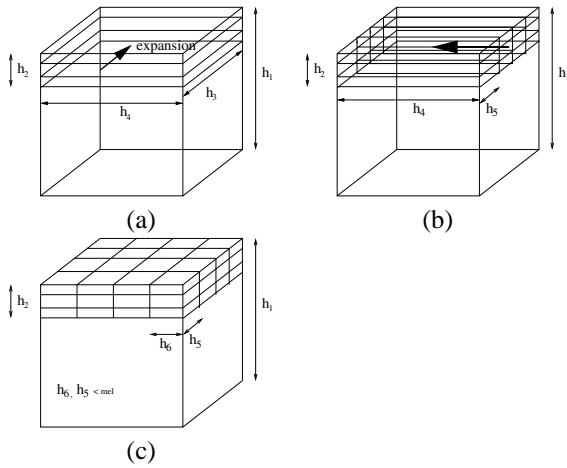 expansion
h₂
h₁
h₃
h₄
(a)
h₂
h
h₄
h₅
(b)
h₂
h₁
h₆
h₅
h₆, h₅ < mel
(c)